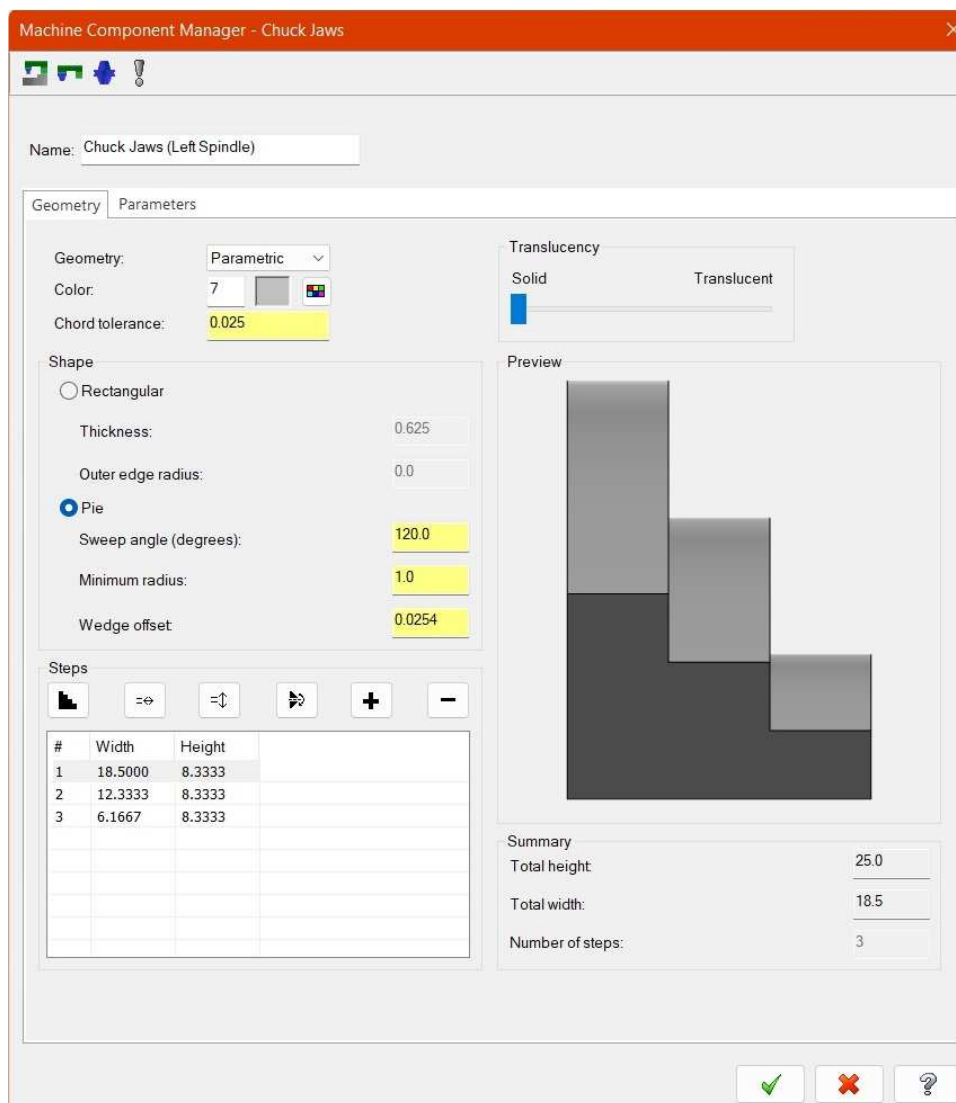 Machine Component Manager - Chuck Jaws
Name: Chuck Jaws (Left Spindle)
Geometry Parameters
Geometry: Parametric
Color: 7
Chord tolerance: 0.025
Translucency
Solid Translucent
Shape
Rectangular
Thickness: 0.625
Outer edge radius: 0.0
Pie
Sweep angle (degrees): 120.0
Minimum radius: 1.0
Wedge offset: 0.0254
Preview
Steps
# Width Height
1 18.5000 8.3333
2 12.3333 8.3333
3 6.1667 8.3333
Summary
Total height: 25.0
Total width: 18.5
Number of steps: 3